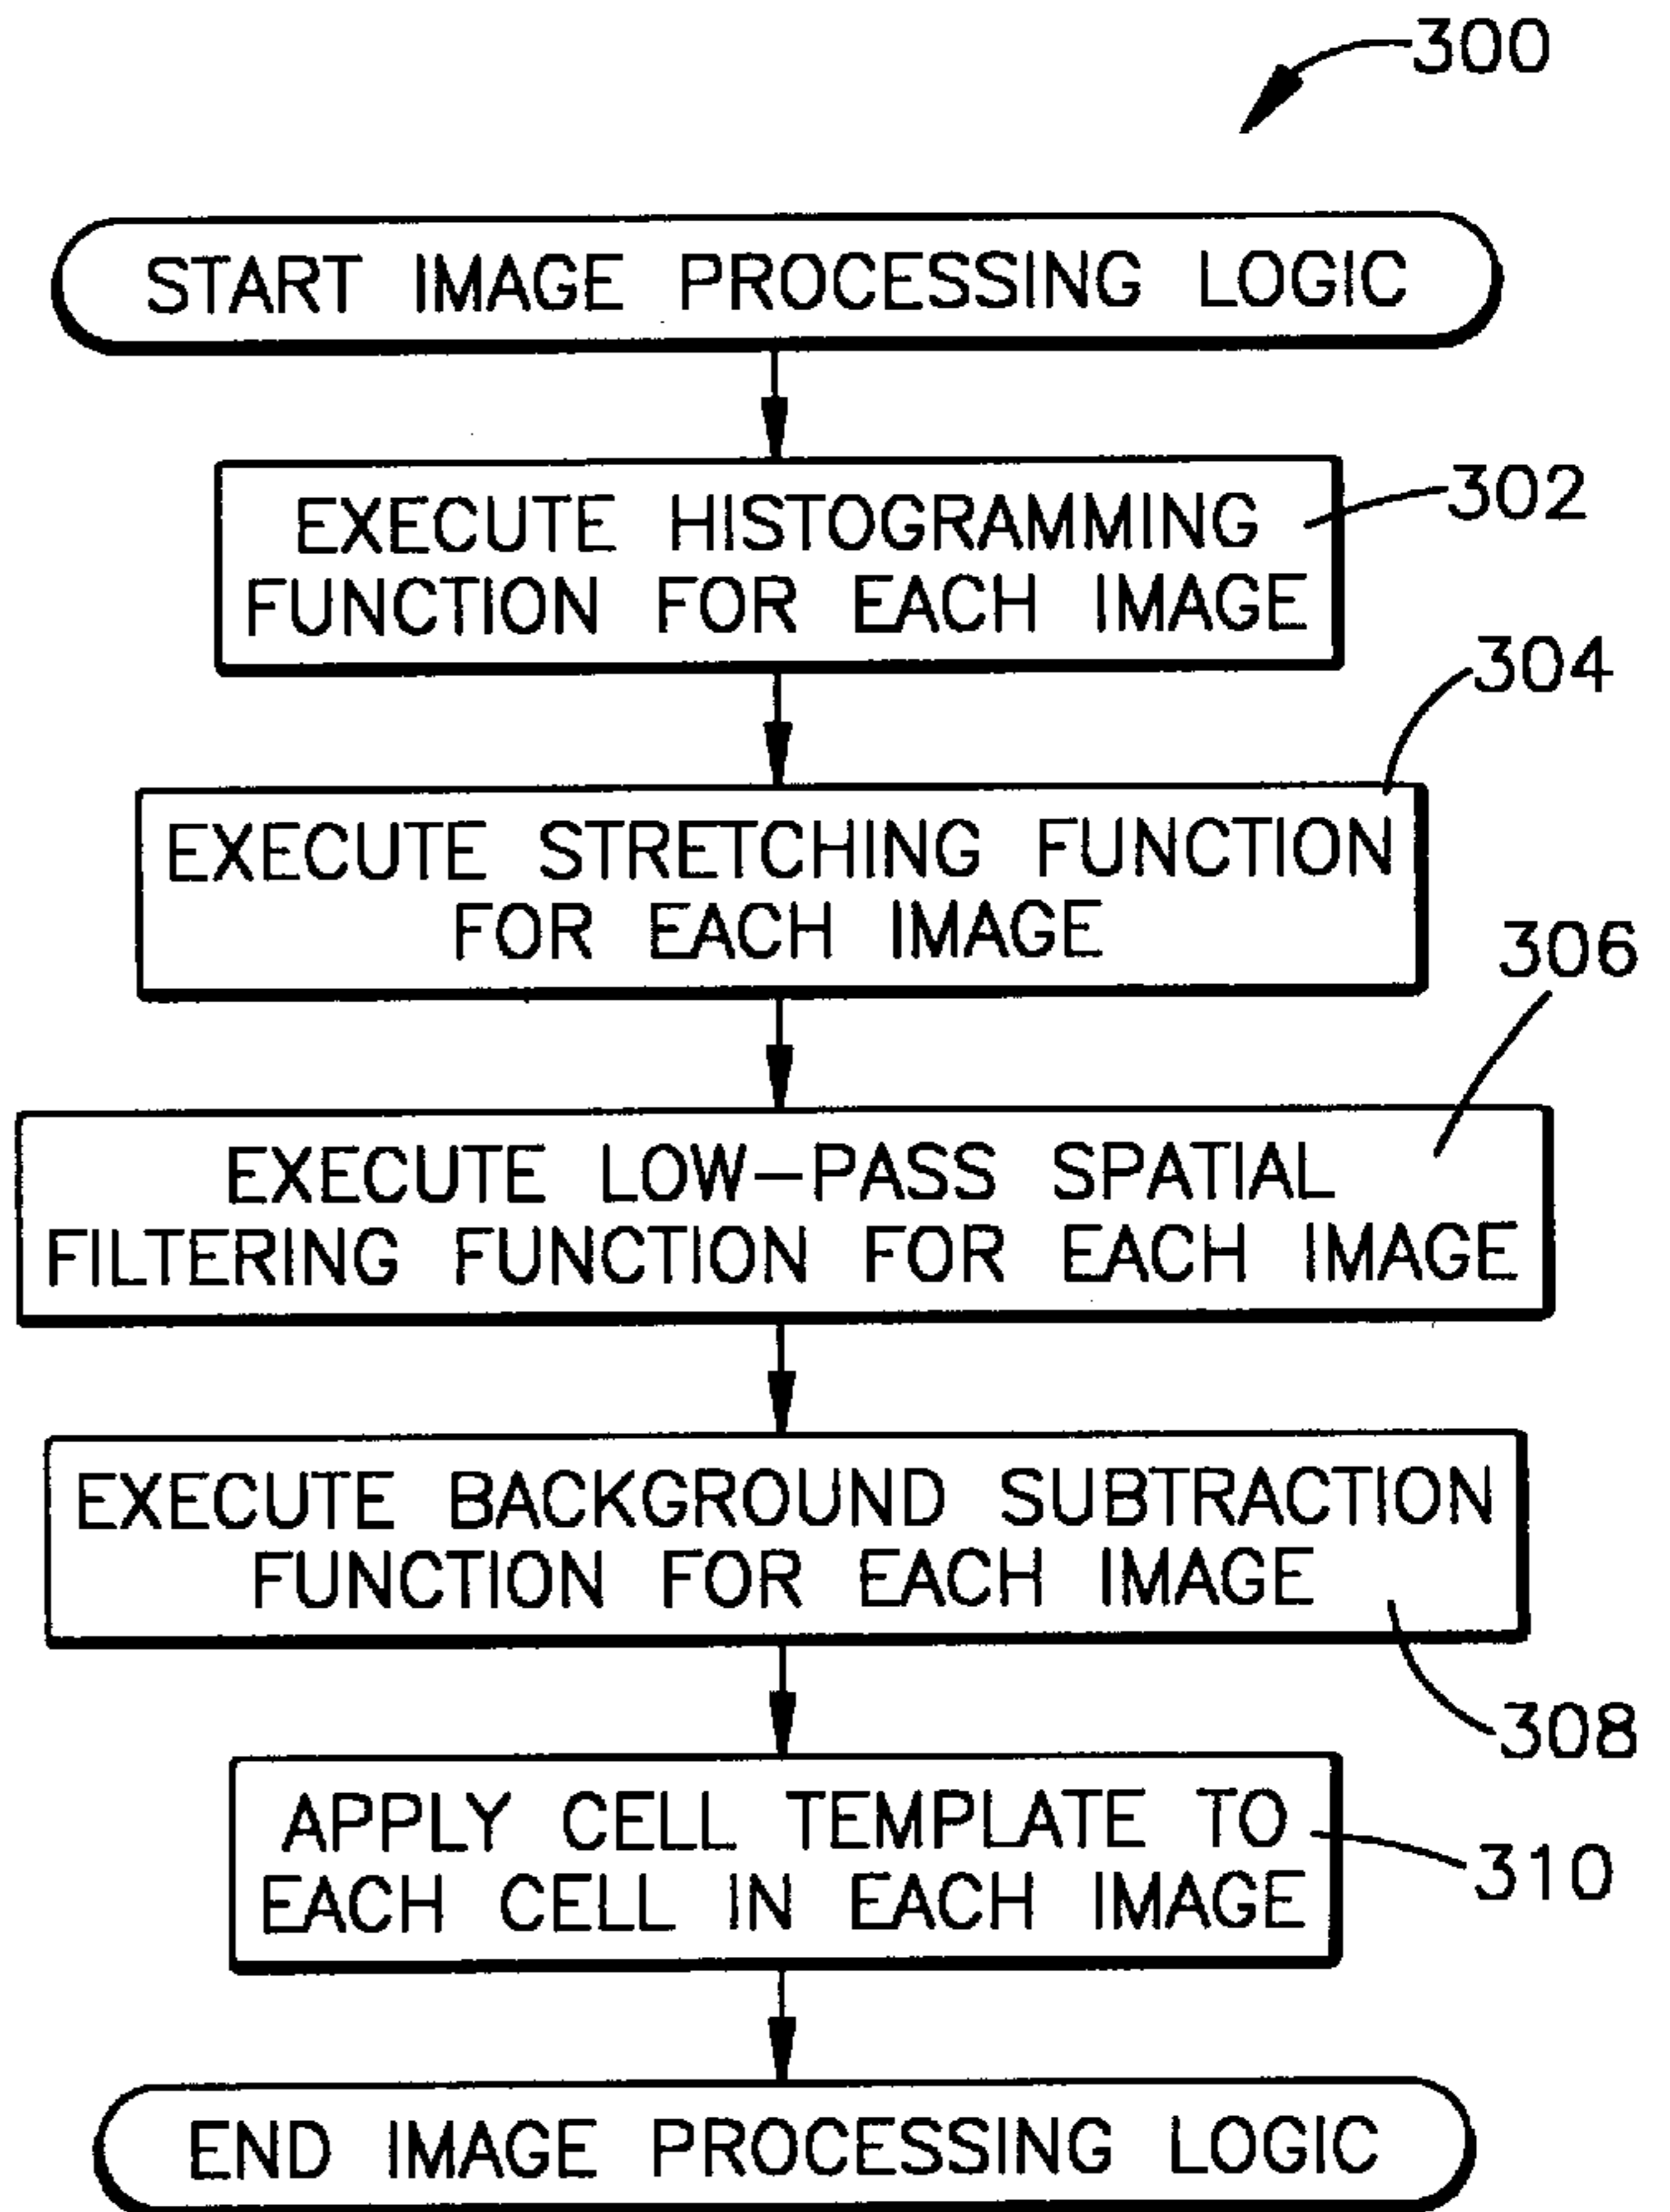 300
START IMAGE PROCESSING LOGIC
EXECUTE HISTOGRAMMING
FUNCTION FOR EACH IMAGE
302
304
EXECUTE STRETCHING FUNCTION
FOR EACH IMAGE
306
EXECUTE LOW-PASS SPATIAL
FILTERING FUNCTION FOR EACH IMAGE
EXECUTE BACKGROUND SUBTRACTION
FUNCTION FOR EACH IMAGE
308
APPLY CELL TEMPLATE TO
EACH CELL IN EACH IMAGE
310
END IMAGE PROCESSING LOGIC